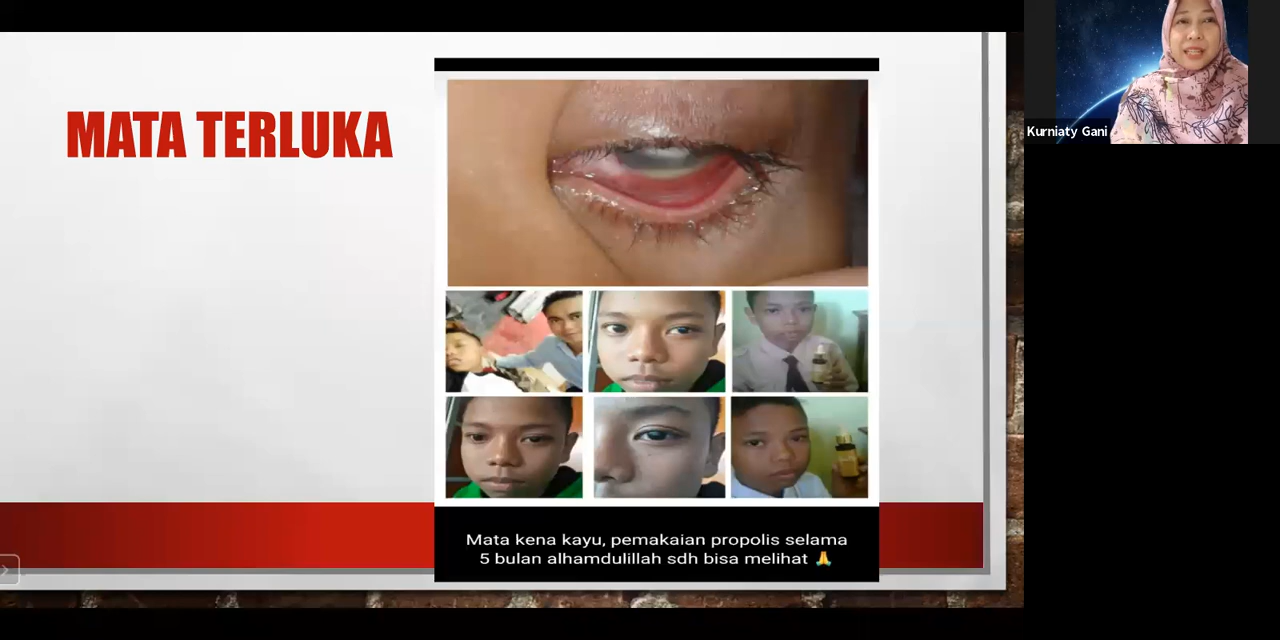 MATA TERLUKA
Kurniaty Gani
Mata kena kayu, pemakaian propolis selama
5 bulan alhamdulillah sdh bisa melihat 🙏